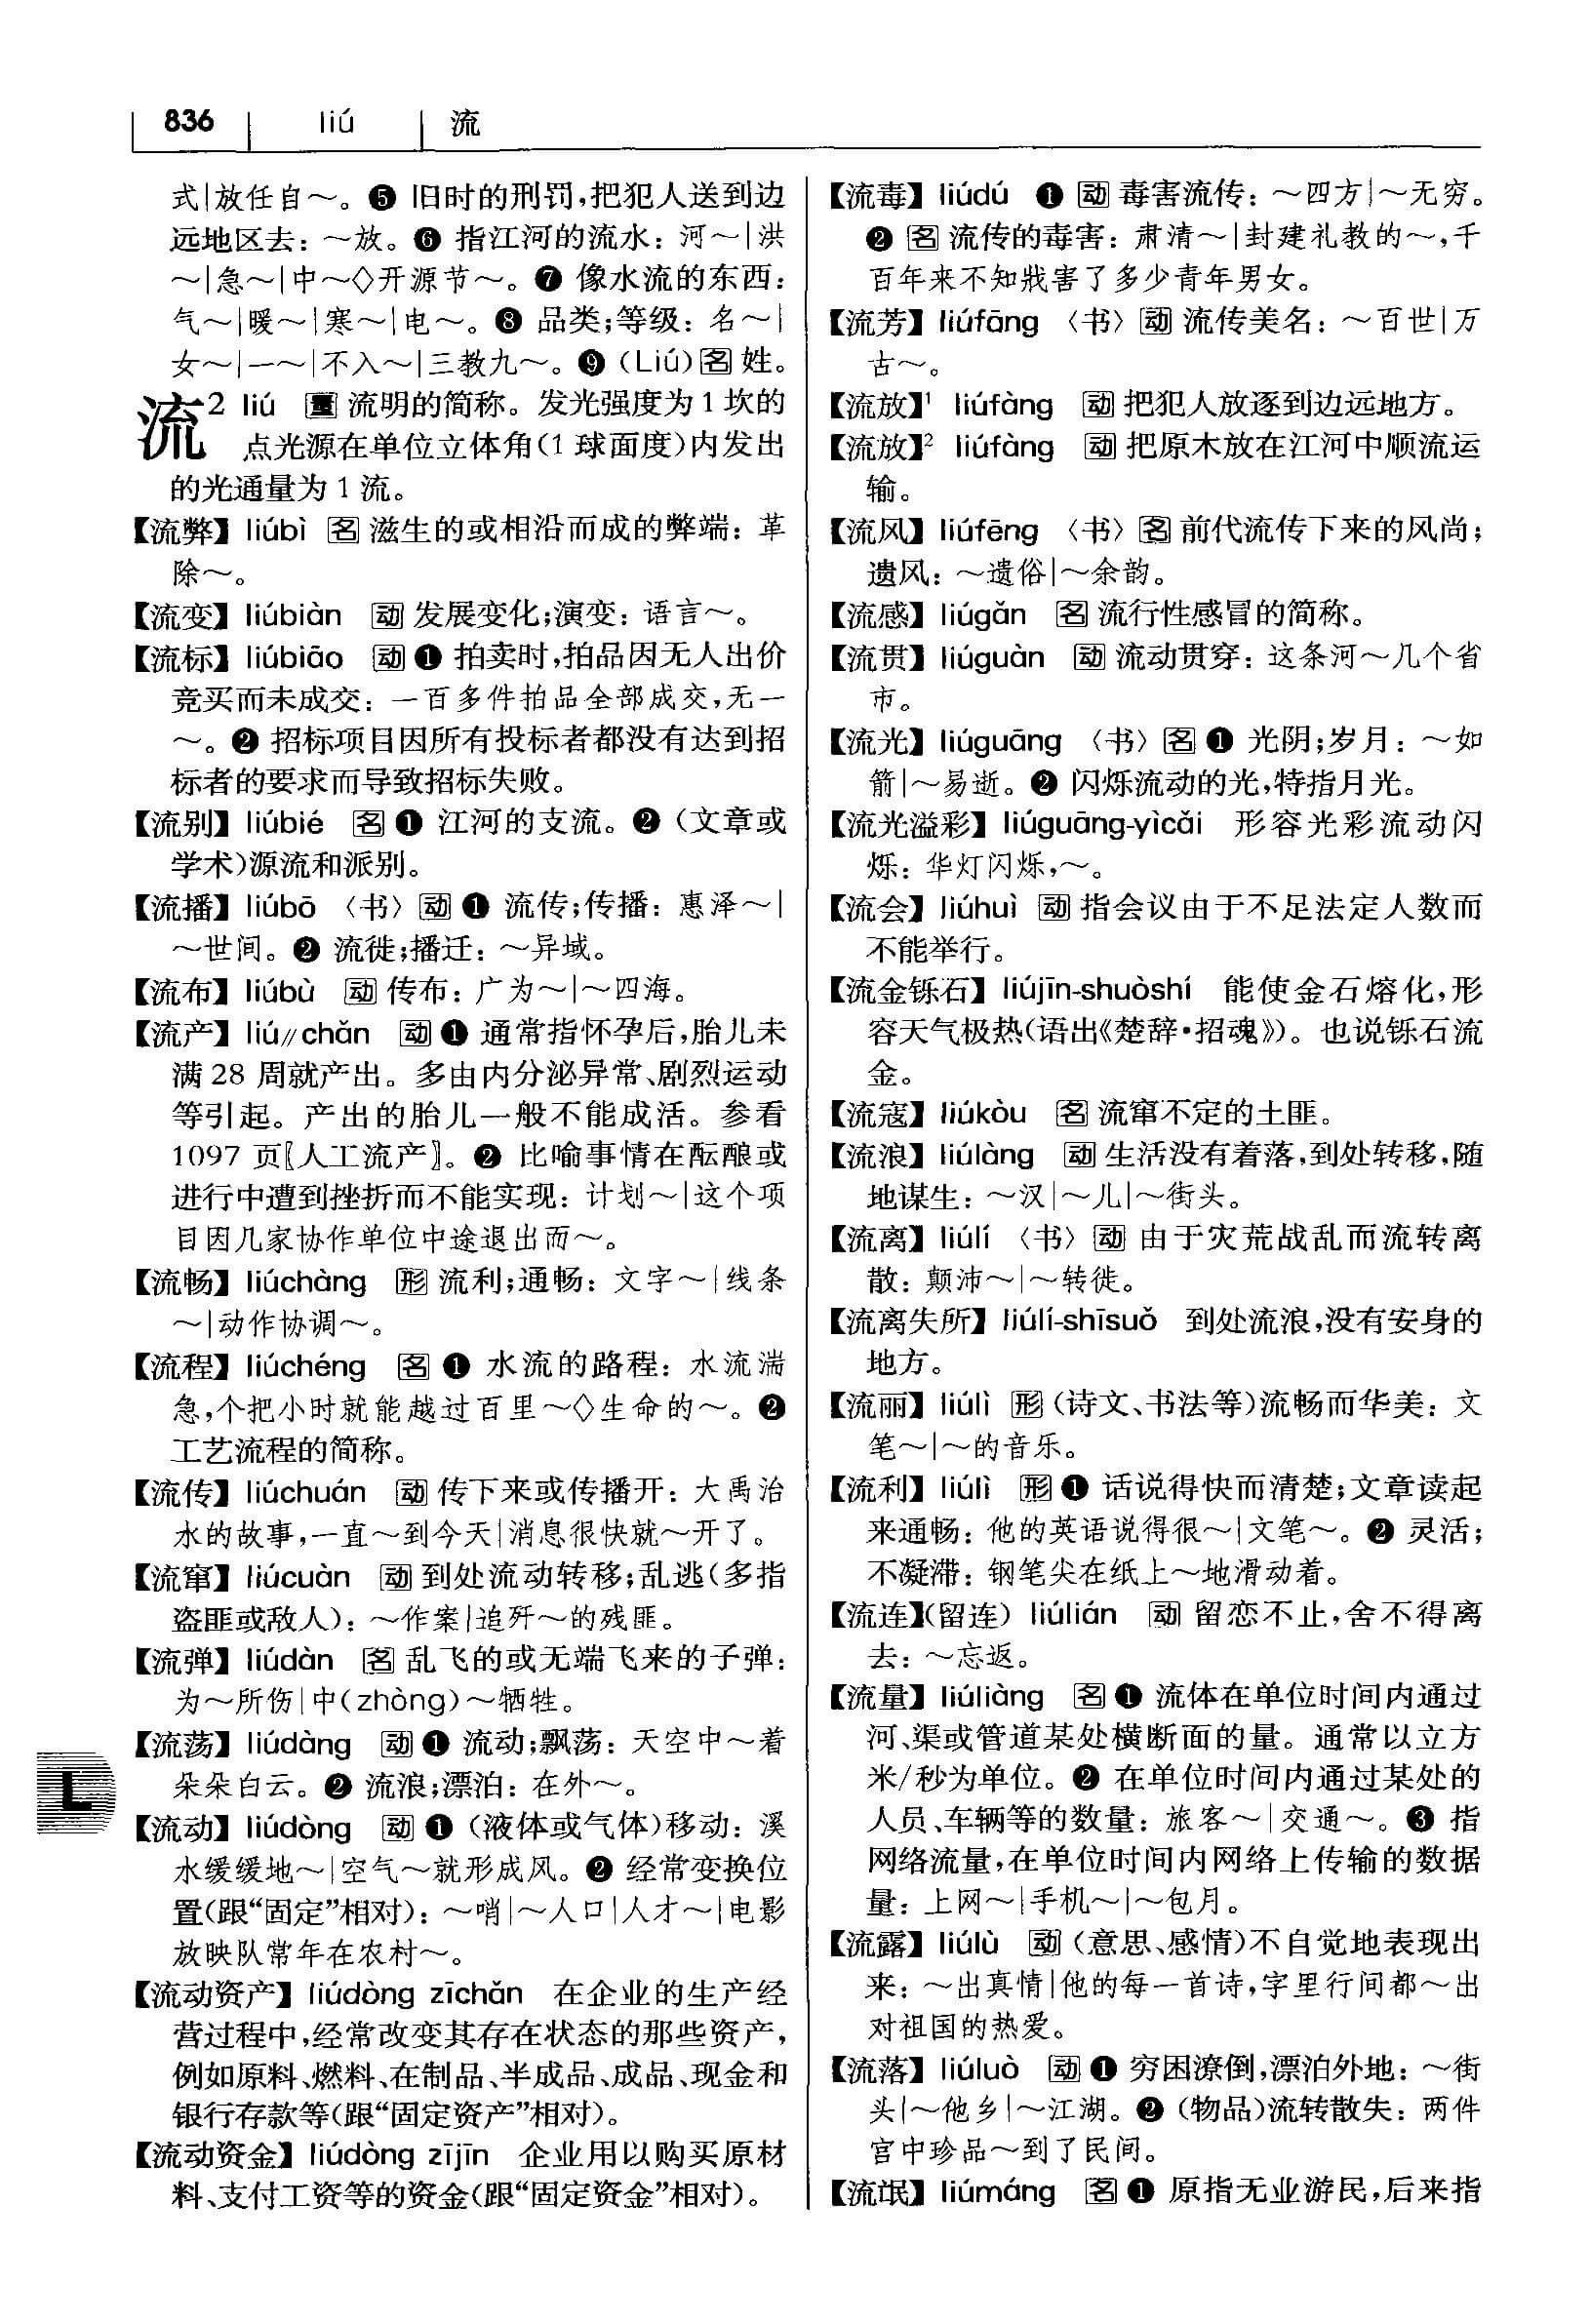 836 liú 流
式|放任自～。❺ 旧时的刑罚,把犯人送到边
远地区去：～放。❻ 指江河的流水：河～|洪
～|急～|中～◇开源节～。❼ 像水流的东西：
气～|暖～|寒～|电～。❽ 品类;等级：名～|
女～|一～|不入～|三教九～。❾（Liú）名 姓。
流² liú 量 流明的简称。发光强度为1坎的
点光源在单位立体角(1球面度)内发出
的光通量为1流。
【流弊】liúbì 名 滋生的或相沿而成的弊端：革
除～。
【流变】liúbiàn 动 发展变化;演变：语言～。
【流标】liúbiāo 动 ❶ 拍卖时,拍品因无人出价
竞买而未成交：一百多件拍品全部成交,无一
～。❷ 招标项目因所有投标者都没有达到招
标者的要求而导致招标失败。
【流别】liúbié 名 ❶ 江河的支流。❷（文章或
学术)源流和派别。
【流播】liúbō〈书〉动 ❶ 流传;传播：惠泽～|
～世间。❷ 流徙;播迁：～异域。
【流布】liúbù 动 传布：广为～|～四海。
【流产】liú//chǎn 动 ❶ 通常指怀孕后,胎儿未
满28周就产出。多由内分泌异常、剧烈运动
等引起。产出的胎儿一般不能成活。参看
1097页〖人工流产〗。❷ 比喻事情在酝酿或
进行中遭到挫折而不能实现：计划～|这个项
目因几家协作单位中途退出而～。
【流畅】liúchàng 形 流利;通畅：文字～|线条
～|动作协调～。
【流程】liúchéng 名 ❶ 水流的路程：水流湍
急,个把小时就能越过百里～◇生命的～。❷
工艺流程的简称。
【流传】liúchuán 动 传下来或传播开：大禹治
水的故事,一直～到今天|消息很快就～开了。
【流窜】liúcuàn 动 到处流动转移;乱逃(多指
盗匪或敌人)：～作案|追歼～的残匪。
【流弹】liúdàn 名 乱飞的或无端飞来的子弹：
为～所伤|中(zhòng)～牺牲。
【流荡】liúdàng 动 ❶ 流动;飘荡：天空中～着
朵朵白云。❷ 流浪;漂泊：在外～。
【流动】liúdòng 动 ❶（液体或气体)移动：溪
水缓缓地～|空气～就形成风。❷ 经常变换位
置(跟“固定”相对)：～哨|～人口|人才～|电影
放映队常年在农村～。
【流动资产】liúdòng zīchǎn 在企业的生产经
营过程中,经常改变其存在状态的那些资产,
例如原料、燃料、在制品、半成品、成品、现金和
银行存款等(跟“固定资产”相对)。
【流动资金】liúdòng zījīn 企业用以购买原材
料、支付工资等的资金(跟“固定资金”相对)。
L
【流毒】liúdú ❶ 动 毒害流传：～四方|～无穷。
❷ 名 流传的毒害：肃清～|封建礼教的～,千
百年来不知戕害了多少青年男女。
【流芳】liúfāng〈书〉动 流传美名：～百世|万
古～。
【流放】¹ liúfàng 动 把犯人放逐到边远地方。
【流放】² liúfàng 动 把原木放在江河中顺流运
输。
【流风】liúfēng〈书〉名 前代流传下来的风尚;
遗风：～遗俗|～余韵。
【流感】liúgǎn 名 流行性感冒的简称。
【流贯】liúguàn 动 流动贯穿：这条河～几个省
市。
【流光】liúguāng〈书〉名 ❶ 光阴;岁月：～如
箭|～易逝。❷ 闪烁流动的光,特指月光。
【流光溢彩】liúguāng-yìcǎi 形容光彩流动闪
烁：华灯闪烁,～。
【流会】liúhuì 动 指会议由于不足法定人数而
不能举行。
【流金铄石】liújīn-shuòshí 能使金石熔化,形
容天气极热(语出《楚辞·招魂》)。也说铄石流
金。
【流寇】liúkòu 名 流窜不定的土匪。
【流浪】liúlàng 动 生活没有着落,到处转移,随
地谋生：～汉|～儿|～街头。
【流离】liúlí〈书〉动 由于灾荒战乱而流转离
散：颠沛～|～转徙。
【流离失所】liúlí-shīsuǒ 到处流浪,没有安身的
地方。
【流丽】liúlì 形（诗文、书法等)流畅而华美：文
笔～|～的音乐。
【流利】liúlì 形 ❶ 话说得快而清楚;文章读起
来通畅：他的英语说得很～|文笔～。❷ 灵活;
不凝滞：钢笔尖在纸上～地滑动着。
【流连】(留连) liúlián 动 留恋不止,舍不得离
去：～忘返。
【流量】liúliàng 名 ❶ 流体在单位时间内通过
河、渠或管道某处横断面的量。通常以立方
米/秒为单位。❷ 在单位时间内通过某处的
人员、车辆等的数量：旅客～|交通～。❸ 指
网络流量,在单位时间内网络上传输的数据
量：上网～|手机～|～包月。
【流露】liúlù 动（意思、感情)不自觉地表现出
来：～出真情|他的每一首诗,字里行间都～出
对祖国的热爱。
【流落】liúluò 动 ❶ 穷困潦倒,漂泊外地：～街
头|～他乡|～江湖。❷（物品)流转散失：两件
宫中珍品～到了民间。
【流氓】liúmáng 名 ❶ 原指无业游民,后来指